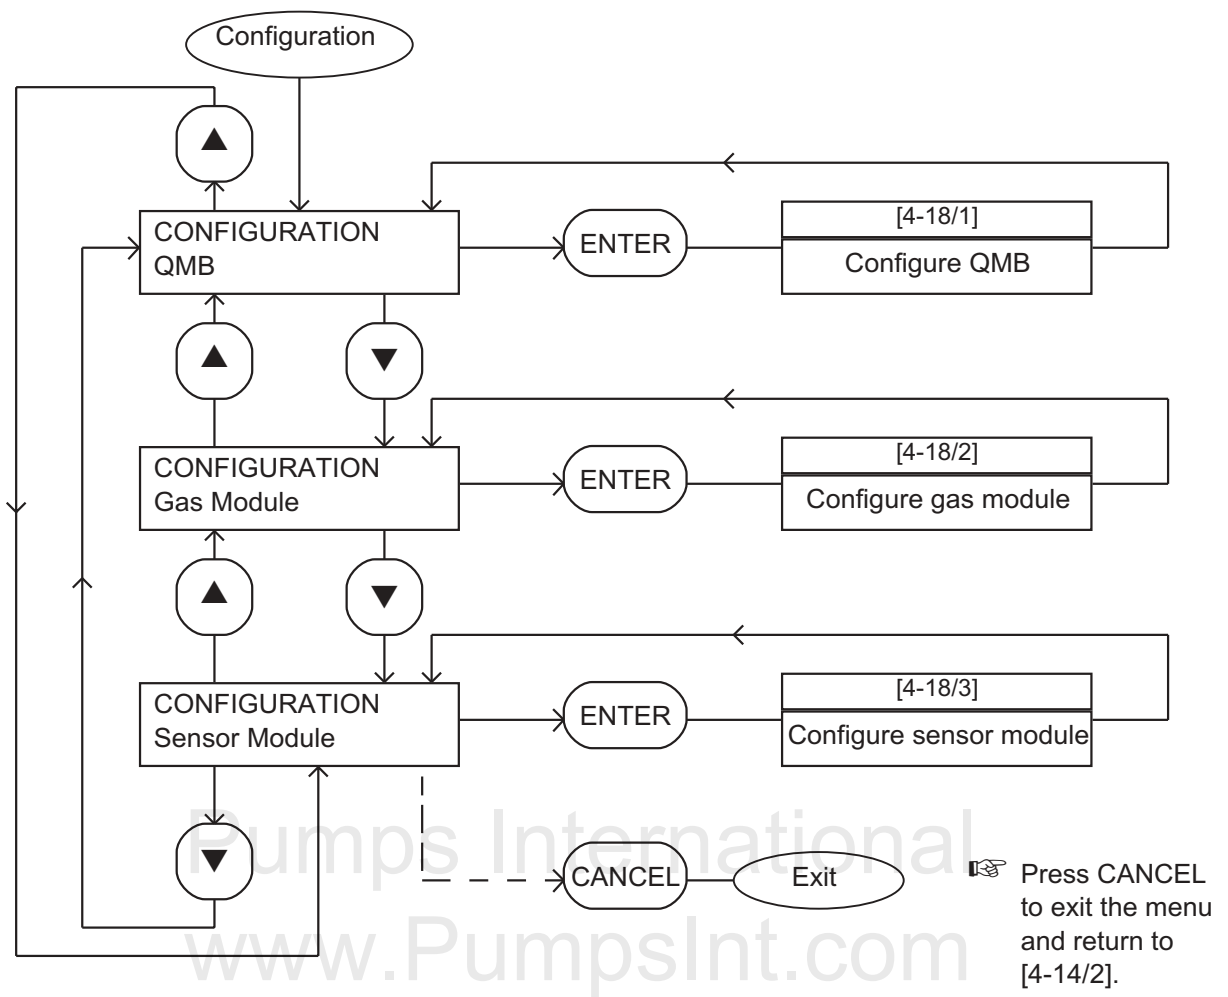 Configuration
▲
CONFIGURATION
QMB
ENTER
[4-18/1]
Configure QMB
▲
▼
CONFIGURATION
Gas Module
ENTER
[4-18/2]
Configure gas module
▲
▼
CONFIGURATION
Sensor Module
ENTER
[4-18/3]
Configure sensor module
▼
CANCEL
Exit
☞ Press CANCEL
to exit the menu
and return to
[4-14/2].
Pumps International
www.PumpsInt.com